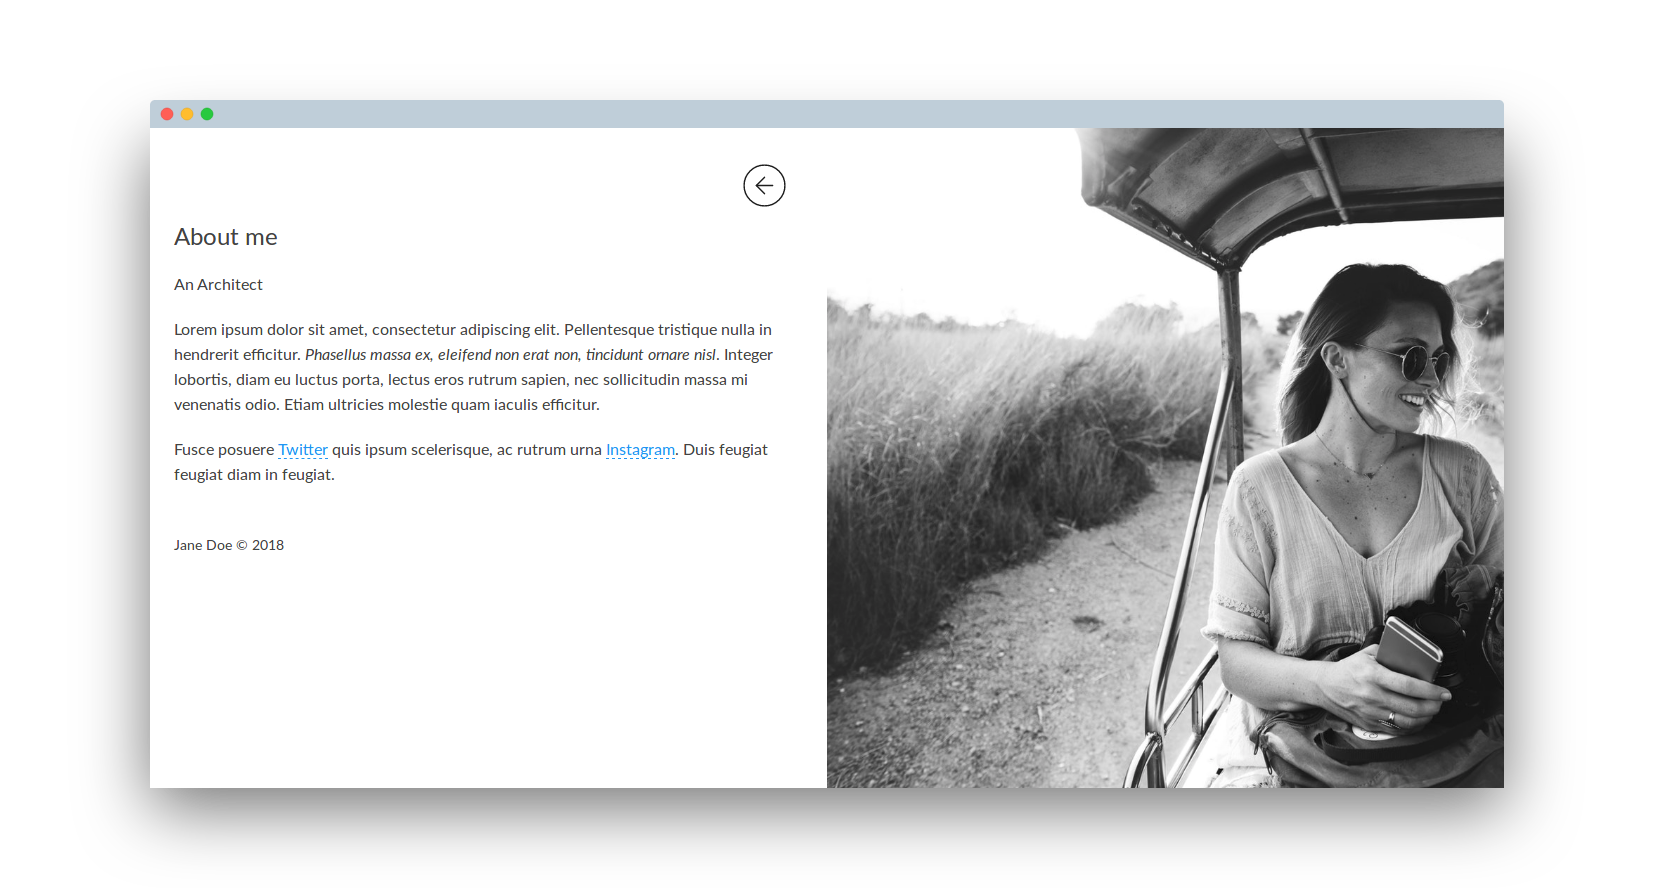 About me
An Architect
Lorem ipsum dolor sit amet, consectetur adipiscing elit. Pellentesque tristique nulla in
hendrerit efficitur. Phasellus massa ex, eleifend non erat non, tincidunt ornare nisl. Integer
lobortis, diam eu luctus porta, lectus eros rutrum sapien, nec sollicitudin massa mi
venenatis odio. Etiam ultricies molestie quam iaculis efficitur.
Fusce posuere Twitter quis ipsum scelerisque, ac rutrum urna Instagram. Duis feugiat
feugiat diam in feugiat.
Jane Doe © 2018